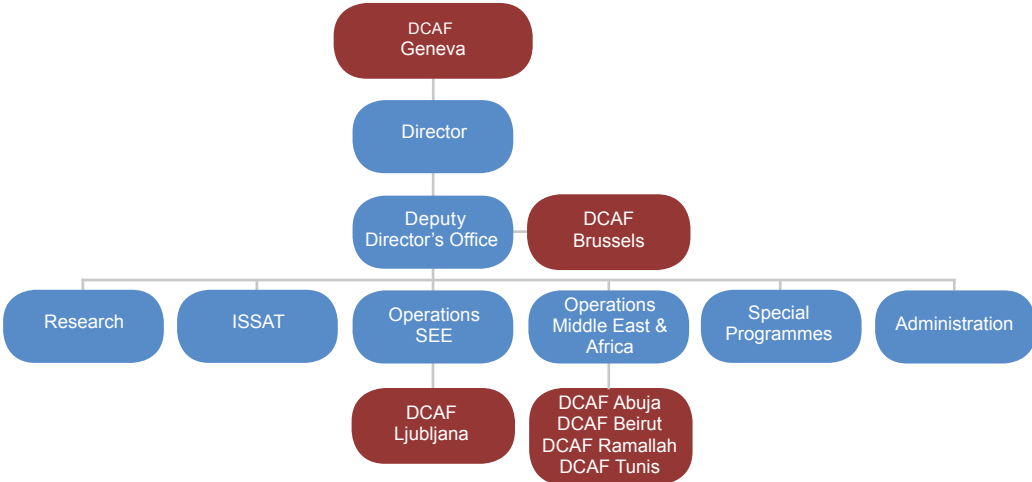 DCAF
Geneva
Director
Deputy
Director's Office
DCAF
Brussels
Research
ISSAT
Operations
SEE
Operations
Middle East &
Africa
Special
Programmes
Administration
DCAF
Ljubljana
DCAF Abuja
DCAF Beirut
DCAF Ramallah
DCAF Tunis